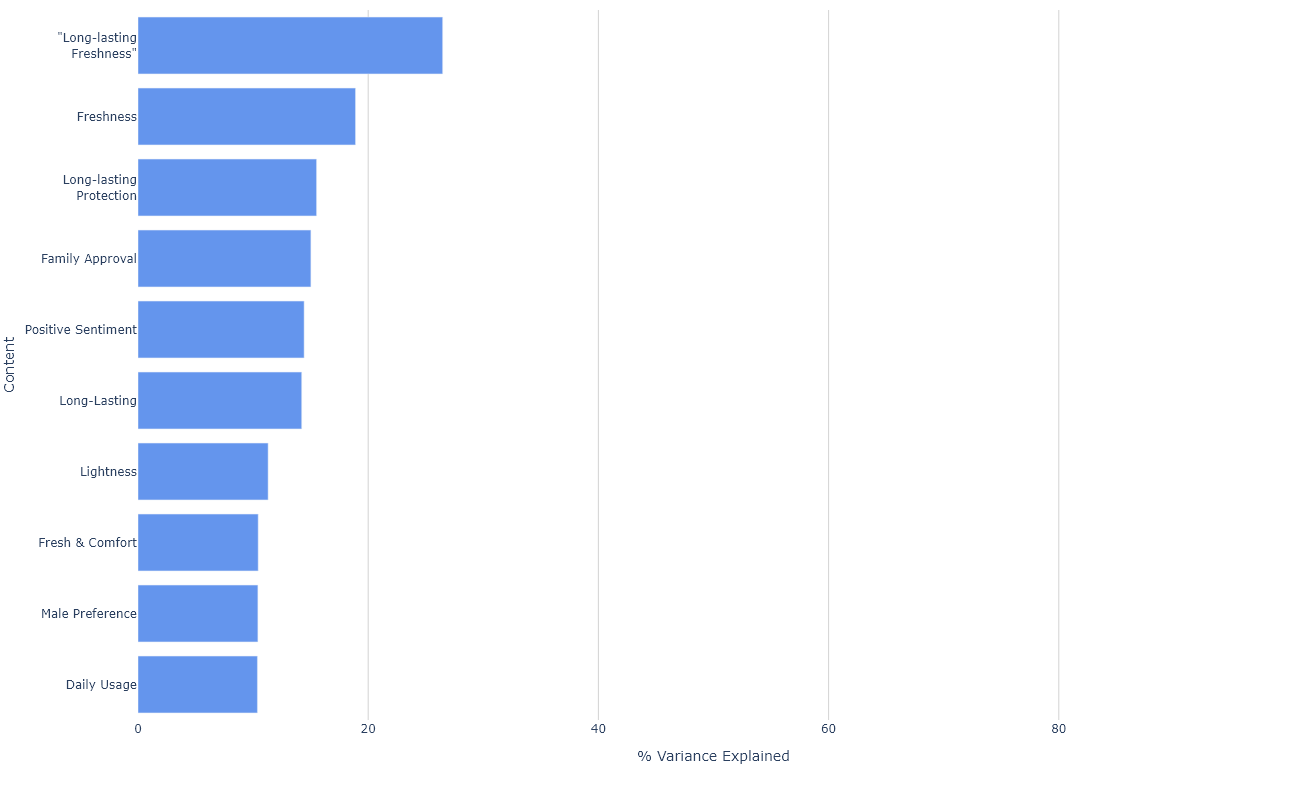 "Long-lasting
Freshness"
Freshness
Long-lasting
Protection
Family Approval
Positive Sentiment
Long-Lasting
Lightness
Fresh & Comfort
Male Preference
Daily Usage
Content
0 20 40 60 80
% Variance Explained